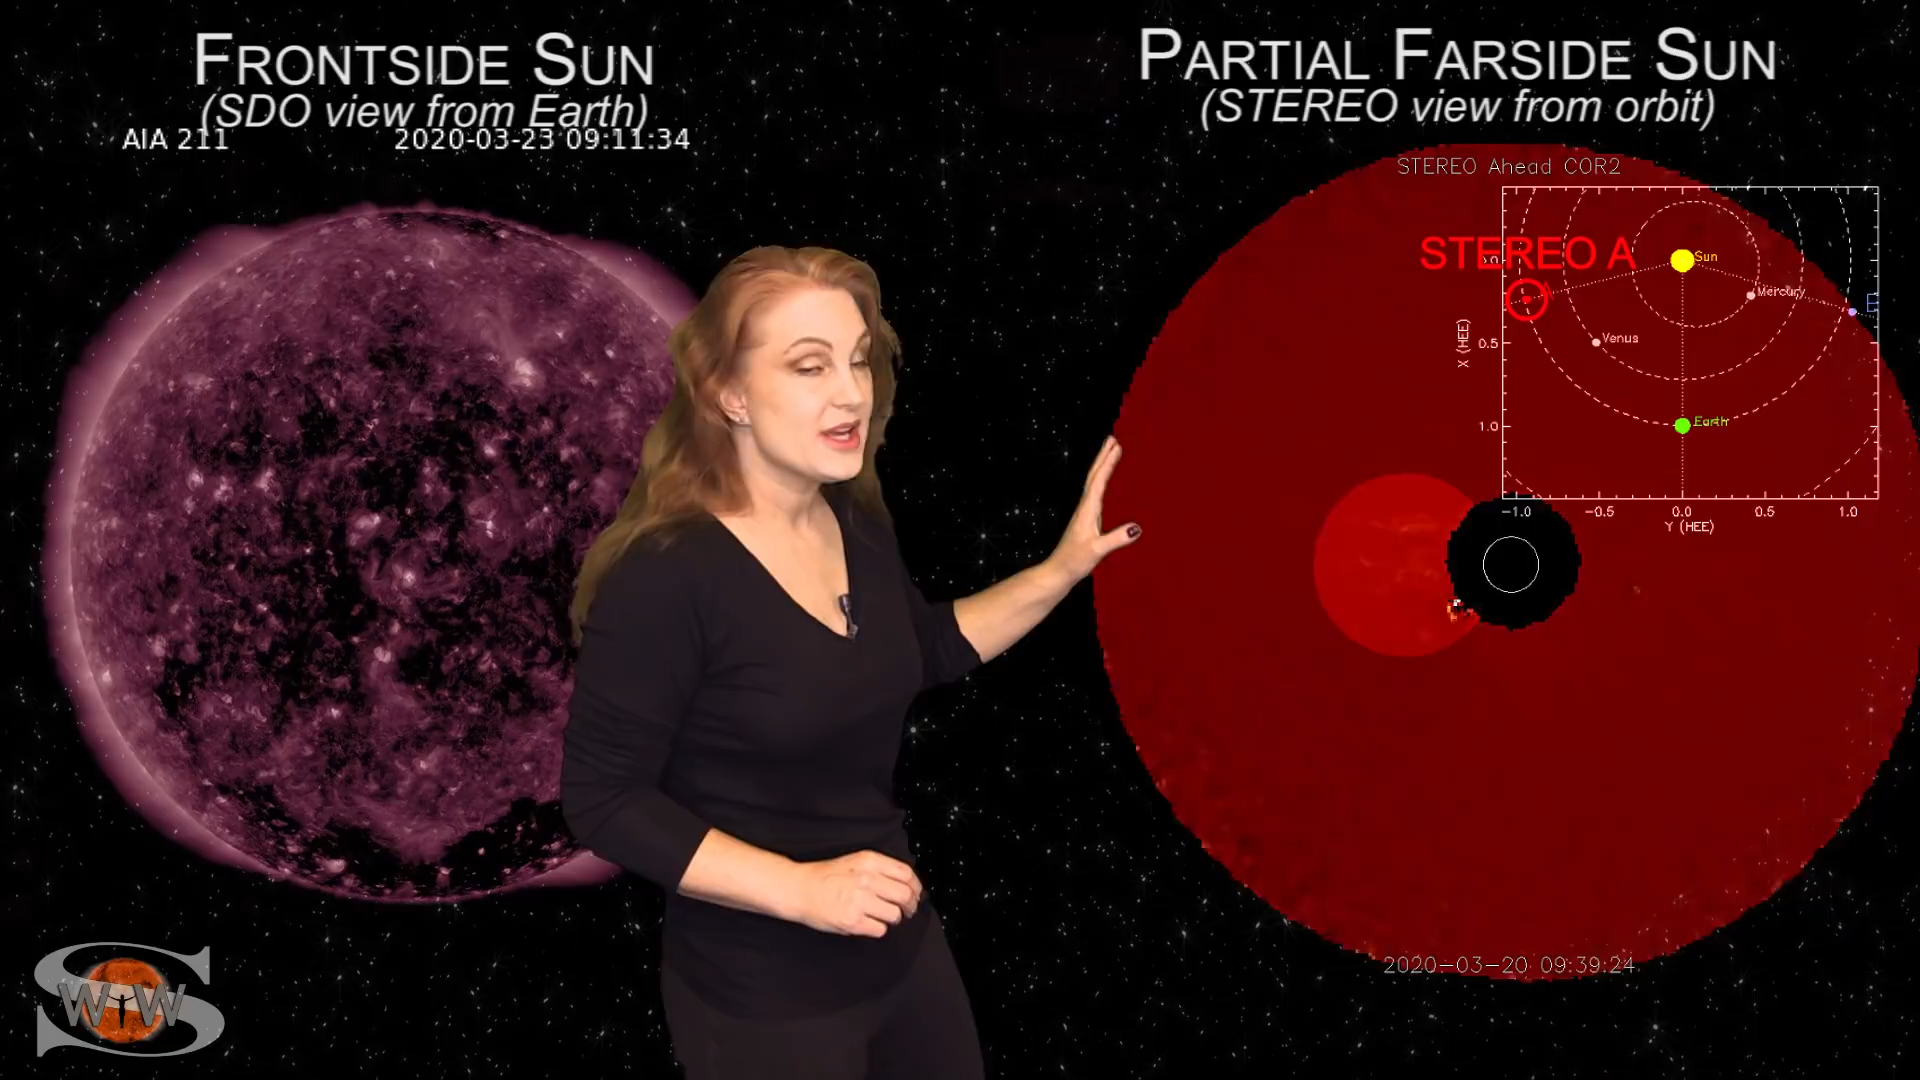 FRONTSIDE SUN
(SDO view from Earth)
AIA 211 2020-03-23 09:11:34
PARTIAL FARSIDE SUN
(STEREO view from orbit)
STEREO Ahead COR2
STEREO A
Sun
A
Mercury
B
Venus
Earth
X (HEE)
0.5
1.0
-1.0 -0.5 0.0 0.5 1.0
Y (HEE)
2020-03-20 09:39:24
SWW